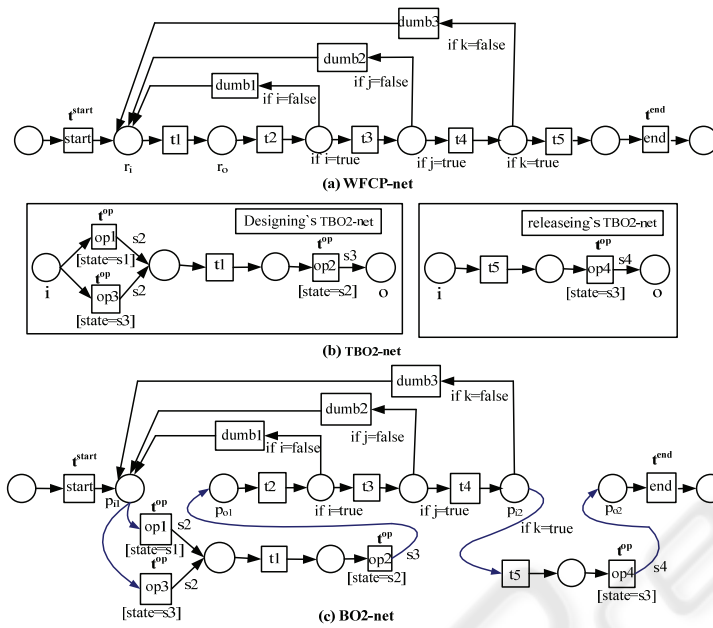 dumb3
if k=false
dumb2
if j=false
dumb1
if i=false
t^start
t^end
start
t1
t2
t3
t4
t5
end
r_i
r_o
if i=true
if j=true
if k=true
(a) WFCP-net
t^op
Designing`s TBO2-net
op1
s2
[state=s1]
t^op
op3
s2
[state=s3]
i
t1
t^op
op2
s3
[state=s2]
o
releaseing's TBO2-net
t^op
i
t5
op4
s4
[state=s3]
o
(b) TBO2-net
dumb3
if k=false
dumb2
if j=false
dumb1
if i=false
t^start
t^end
start
p_i1
p_o1
t2
if i=true
t3
if j=true
t4
p_i2
if k=true
p_o2
end
t^op
op1
s2
[state=s1]
t^op
op3
s2
[state=s3]
t1
t^op
op2
s3
[state=s2]
t5
t^op
op4
s4
[state=s3]
(c) BO2-net